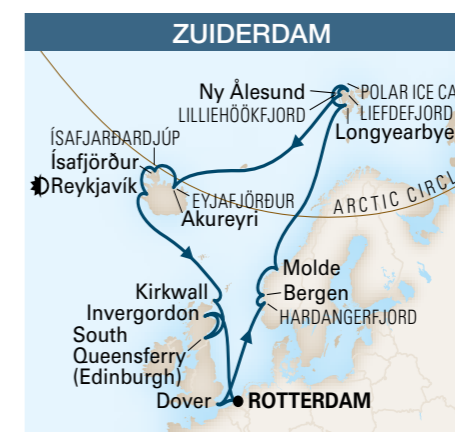 ZUIDERDAM
Ny Ålesund
POLAR ICE CA
LILLIEHÖÖKFJORD
LIEFDEFJORD
Longyearbye
ÍSAFJARÐARDJÚP
Ísafjörður
Reykjavík
EYJAFJÖRÐUR
Akureyri
ARCTIC CIRCL
Molde
Kirkwall
Bergen
Invergordon
HARDANGERFJORD
South
Queensferry
(Edinburgh)
Dover
ROTTERDAM